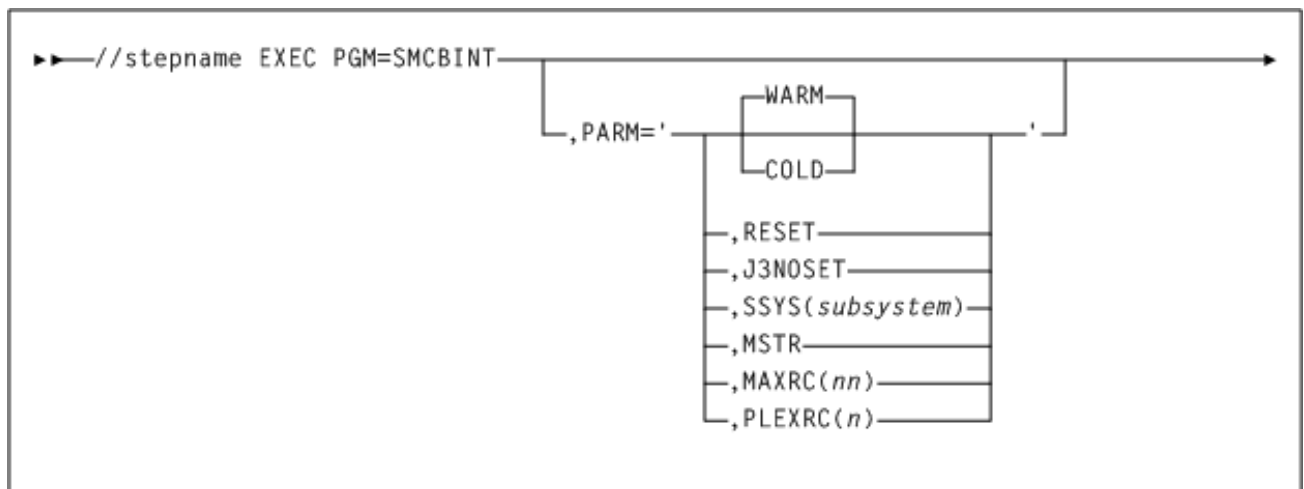 //stepname EXEC PGM=SMCBINT
WARM
,PARM=' '
COLD
,RESET
,J3NOSET
,SSYS(subsystem)
,MSTR
,MAXRC(nn)
,PLEXRC(n)